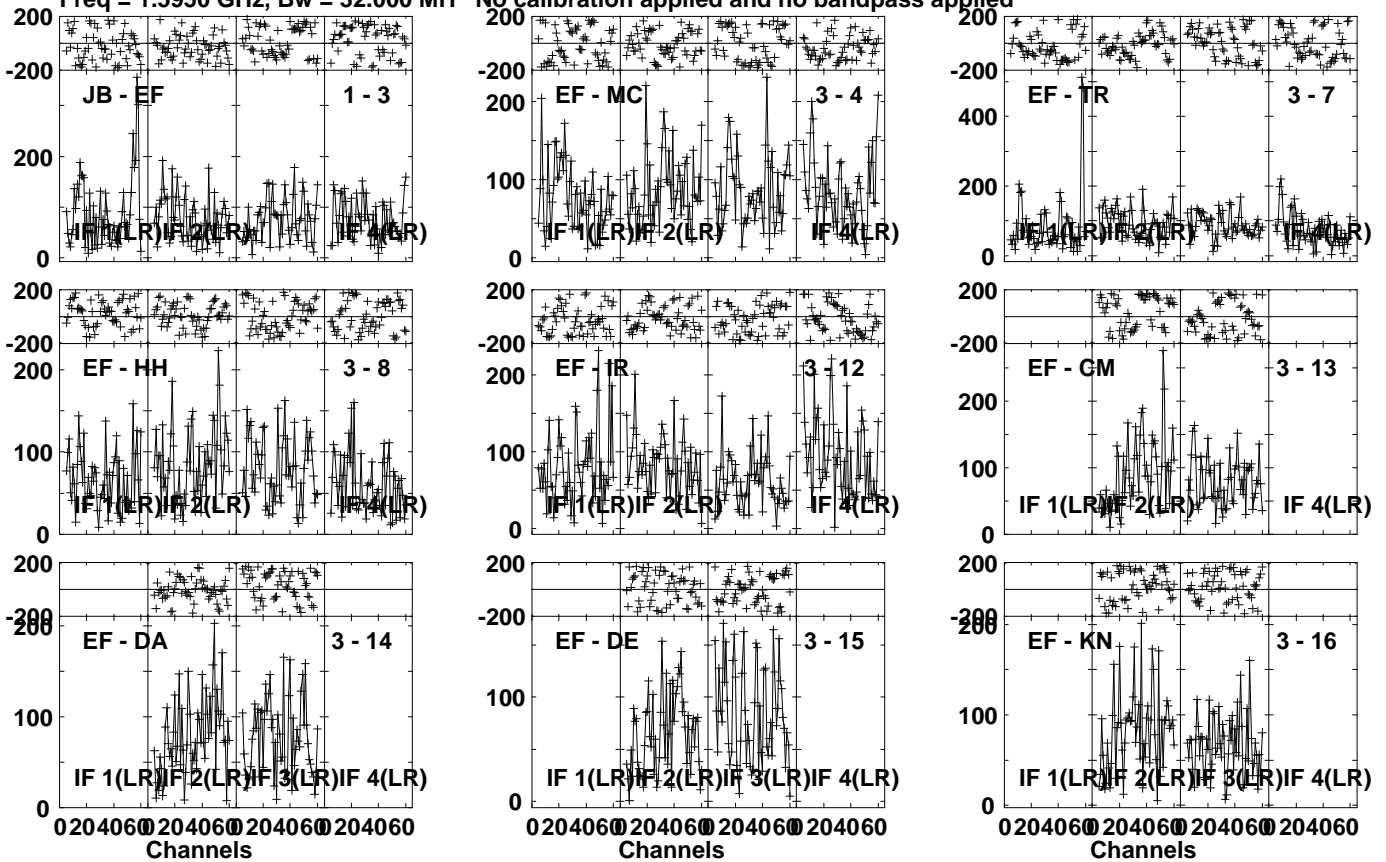 Freq = 1.5950 GHz, Bw = 32.000 MH No calibration applied and no bandpass applied
200
-200
JB - EF 1 - 3
200
0
IF 1(LR) IF 2(LR) IF 4(LR)
200
-200
EF - MC 3 - 4
200
100
0
IF 1(LR) IF 2(LR) IF 4(LR)
200
-200
EF - TR 3 - 7
400
200
0
IF 1(LR) IF 2(LR) IF 4(LR)
200
-200
EF - HH 3 - 8
200
100
0
IF 1(LR) IF 2(LR) IF 4(LR)
200
-200
EF - IR 3 - 12
200
100
0
IF 1(LR) IF 2(LR) IF 4(LR)
200
-200
EF - CM 3 - 13
200
100
0
IF 1(LR) IF 2(LR) IF 4(LR)
200
-200
200
EF - DA 3 - 14
100
0
IF 1(LR) IF 2(LR) IF 3(LR) IF 4(LR)
0 20 40 60 0 20 40 60 0 20 40 60 0 20 40 60
Channels
200
-200
EF - DE 3 - 15
100
0
IF 1(LR) IF 2(LR) IF 3(LR) IF 4(LR)
0 20 40 60 0 20 40 60 0 20 40 60 0 20 40 60
Channels
200
-200
200
EF - KN 3 - 16
100
0
IF 1(LR) IF 2(LR) IF 3(LR) IF 4(LR)
0 20 40 60 0 20 40 60 0 20 40 60 0 20 40 60
Channels